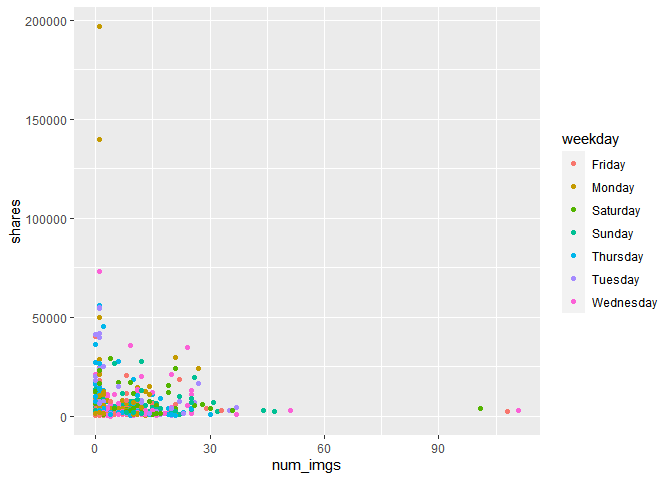 200000
150000
100000
50000
0
shares
0 30 60 90
num_imgs
weekday
Friday
Monday
Saturday
Sunday
Thursday
Tuesday
Wednesday